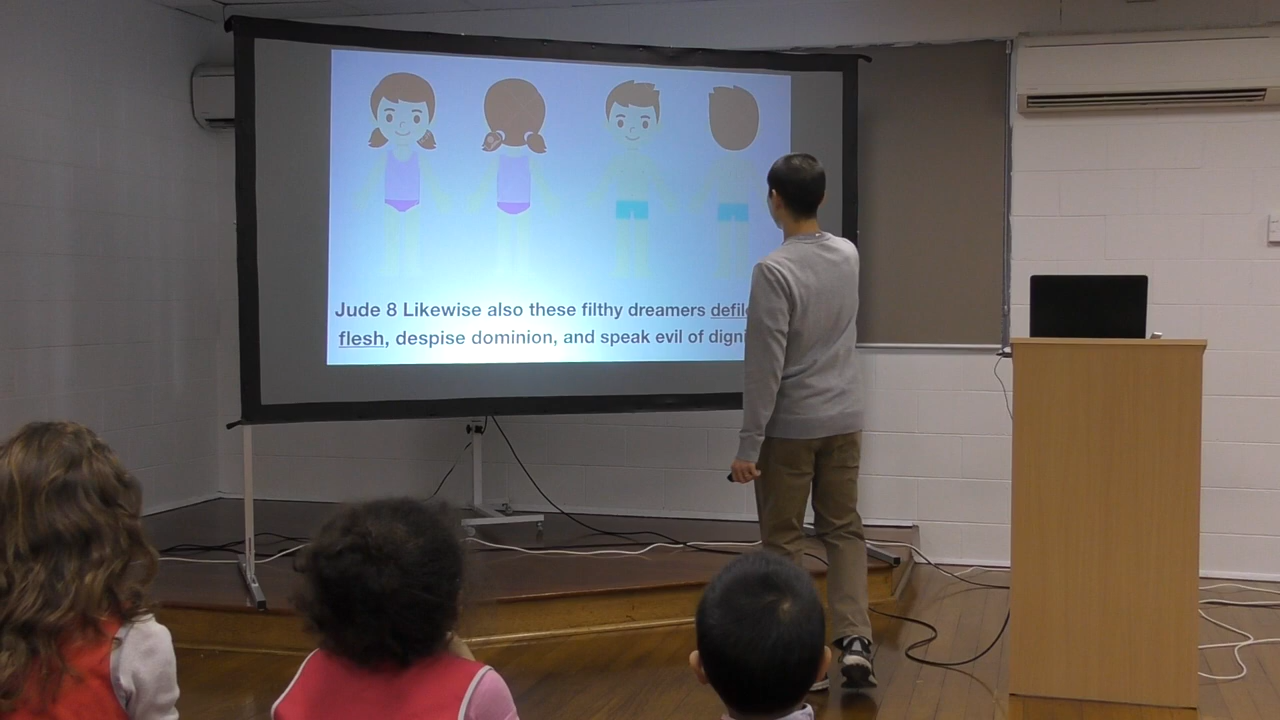 Jude 8 Likewise also these filthy dreamers
flesh, despise dominion, and speak evil of